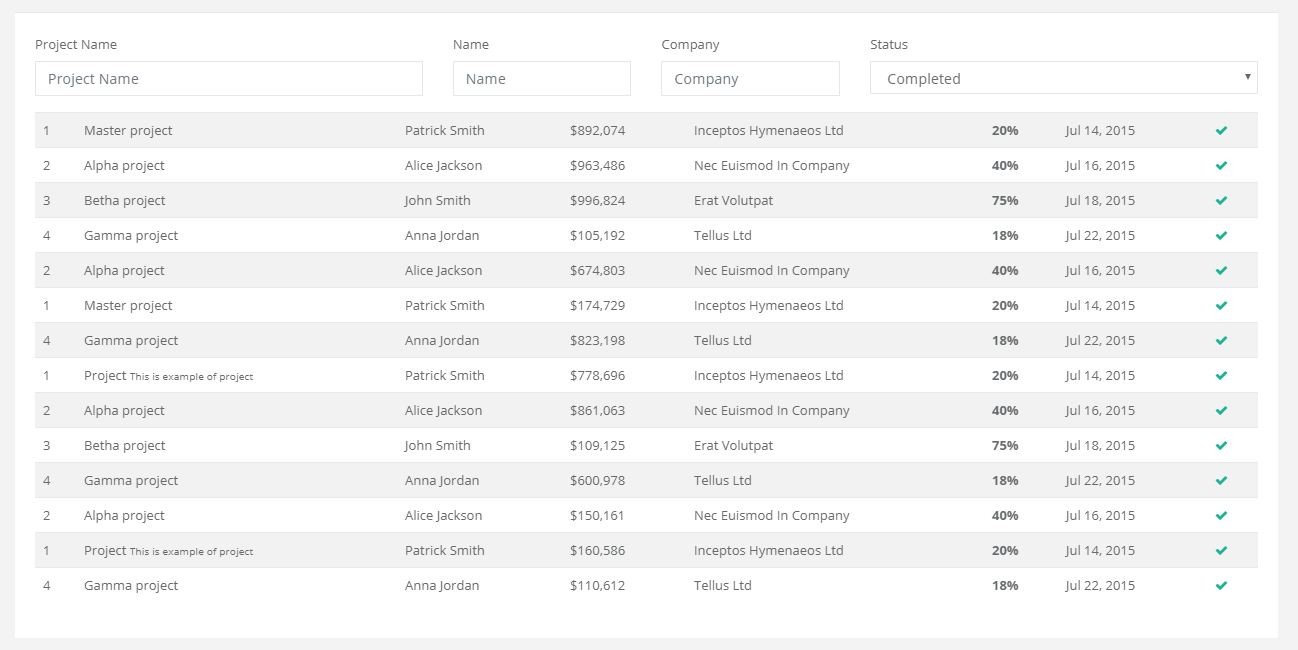 Project Name Name Company Status
Project Name Name Company Completed
1 Master project Patrick Smith $892,074 Inceptos Hymenaeos Ltd 20% Jul 14, 2015
2 Alpha project Alice Jackson $963,486 Nec Euismod In Company 40% Jul 16, 2015
3 Betha project John Smith $996,824 Erat Volutpat 75% Jul 18, 2015
4 Gamma project Anna Jordan $105,192 Tellus Ltd 18% Jul 22, 2015
2 Alpha project Alice Jackson $674,803 Nec Euismod In Company 40% Jul 16, 2015
1 Master project Patrick Smith $174,729 Inceptos Hymenaeos Ltd 20% Jul 14, 2015
4 Gamma project Anna Jordan $823,198 Tellus Ltd 18% Jul 22, 2015
1 Project This is example of project Patrick Smith $778,696 Inceptos Hymenaeos Ltd 20% Jul 14, 2015
2 Alpha project Alice Jackson $861,063 Nec Euismod In Company 40% Jul 16, 2015
3 Betha project John Smith $109,125 Erat Volutpat 75% Jul 18, 2015
4 Gamma project Anna Jordan $600,978 Tellus Ltd 18% Jul 22, 2015
2 Alpha project Alice Jackson $150,161 Nec Euismod In Company 40% Jul 16, 2015
1 Project This is example of project Patrick Smith $160,586 Inceptos Hymenaeos Ltd 20% Jul 14, 2015
4 Gamma project Anna Jordan $110,612 Tellus Ltd 18% Jul 22, 2015